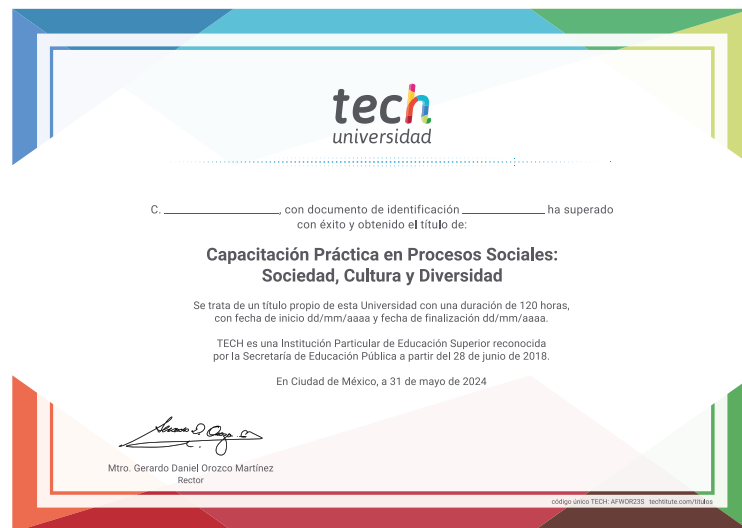 tech
universidad
C. ____________, con documento de identificación ____________ ha superado
con éxito y obtenido el título de:
Capacitación Práctica en Procesos Sociales:
Sociedad, Cultura y Diversidad
Se trata de un título propio de esta Universidad con una duración de 120 horas,
con fecha de inicio dd/mm/aaaa y fecha de finalización dd/mm/aaaa.
TECH es una Institución Particular de Educación Superior reconocida
por la Secretaría de Educación Pública a partir del 28 de junio de 2018.
En Ciudad de México, a 31 de mayo de 2024
Mtro. Gerardo Daniel Orozco Martínez
Rector
código único TECH: AFWOR23S techtitute.com/titulos